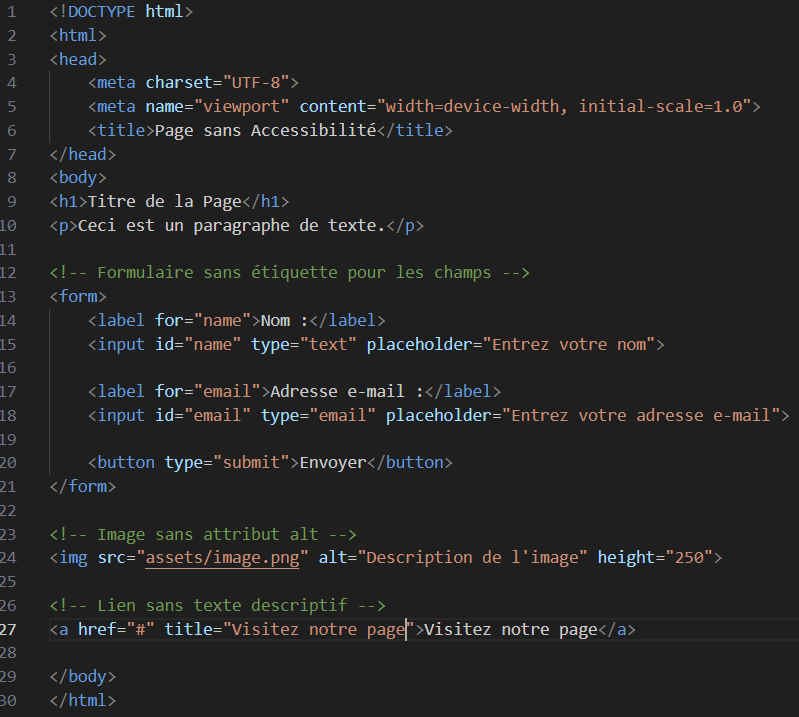 1 <!DOCTYPE html>
2 <html>
3 <head>
4     <meta charset="UTF-8">
5     <meta name="viewport" content="width=device-width, initial-scale=1.0">
6     <title>Page sans Accessibilité</title>
7 </head>
8 <body>
9 <h1>Titre de la Page</h1>
10 <p>Ceci est un paragraphe de texte.</p>
11
12 <!-- Formulaire sans étiquette pour les champs -->
13 <form>
14     <label for="name">Nom :</label>
15     <input id="name" type="text" placeholder="Entrez votre nom">
16
17     <label for="email">Adresse e-mail :</label>
18     <input id="email" type="email" placeholder="Entrez votre adresse e-mail">
19
20     <button type="submit">Envoyer</button>
21 </form>
22
23 <!-- Image sans attribut alt -->
24 <img src="assets/image.png" alt="Description de l'image" height="250">
25
26 <!-- Lien sans texte descriptif -->
27 <a href="#" title="Visitez notre page">Visitez notre page</a>
28
29 </body>
30 </html>